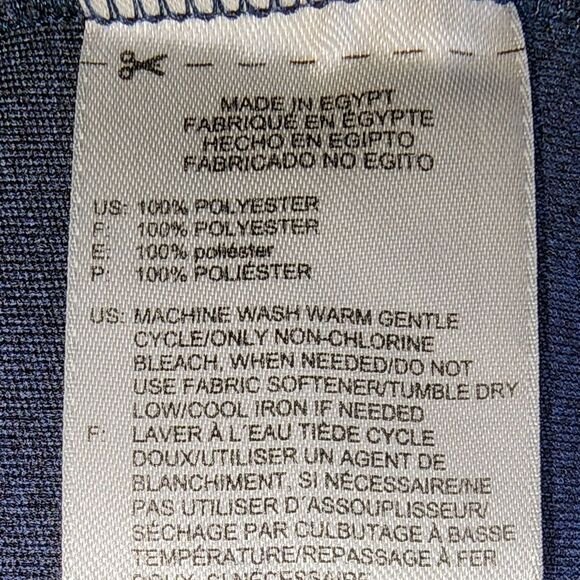 MADE IN EGYPT
FABRIQUÉ EN ÉGYPTE
HECHO EN EGIPTO
FABRICADO NO EGITO
US: 100% POLYESTER
F: 100% POLYESTER
E: 100% poliéster
P: 100% POLIÉSTER
US: MACHINE WASH WARM GENTLE
CYCLE/ONLY NON-CHLORINE
BLEACH, WHEN NEEDED/DO NOT
USE FABRIC SOFTENER/TUMBLE DRY
LOW/COOL IRON IF NEEDED
F: LAVER À L'EAU TIÈDE CYCLE
DOUX/UTILISER UN AGENT DE
BLANCHIMENT, SI NÉCESSAIRE/NE
PAS UTILISER D'ASSOUPLISSEUR/
SÉCHAGE PAR CULBUTAGE À BASSE
TEMPÉRATURE/REPASSAGE À FER
DOUX, SI NÉCESSAIRE